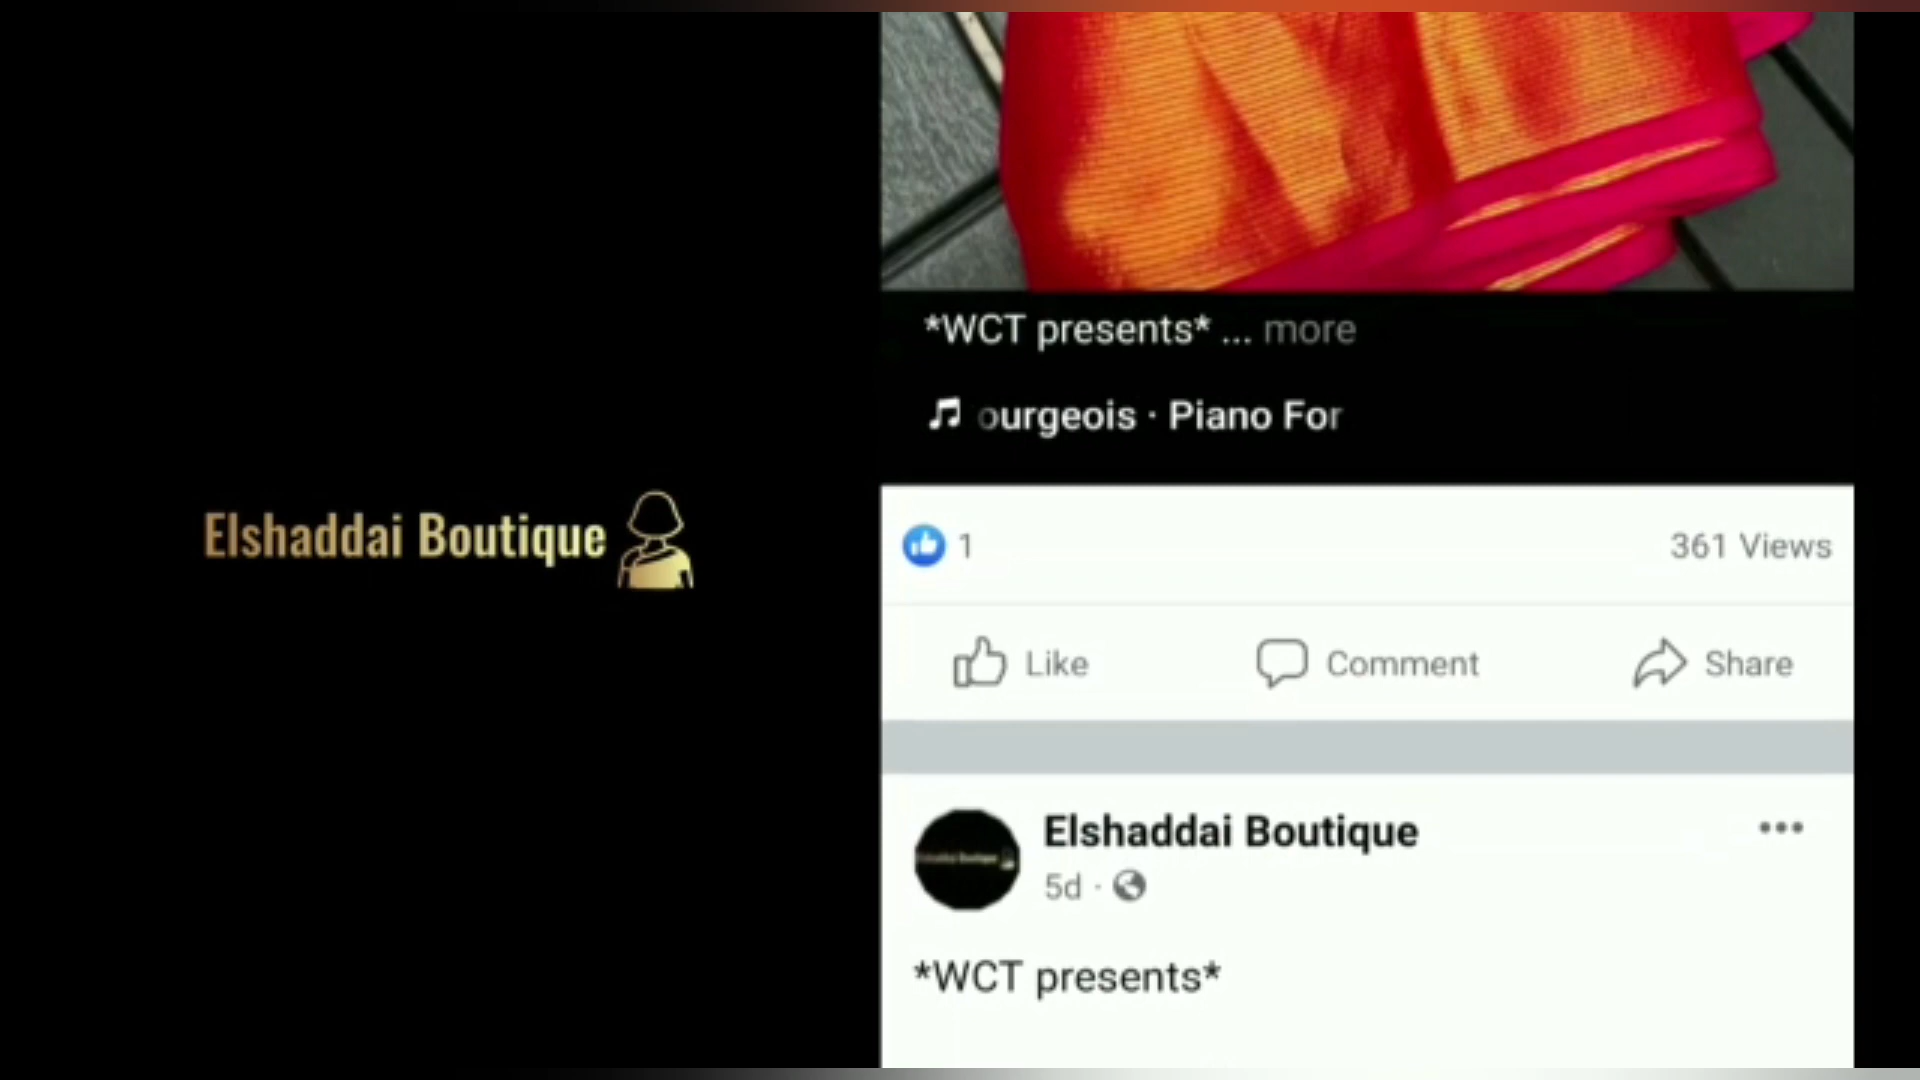 Elshaddai Boutique
*WCT presents* ... more
ourgeois · Piano For
1
361 Views
Like
Comment
Share
Elshaddai Boutique
5d ·
*WCT presents*